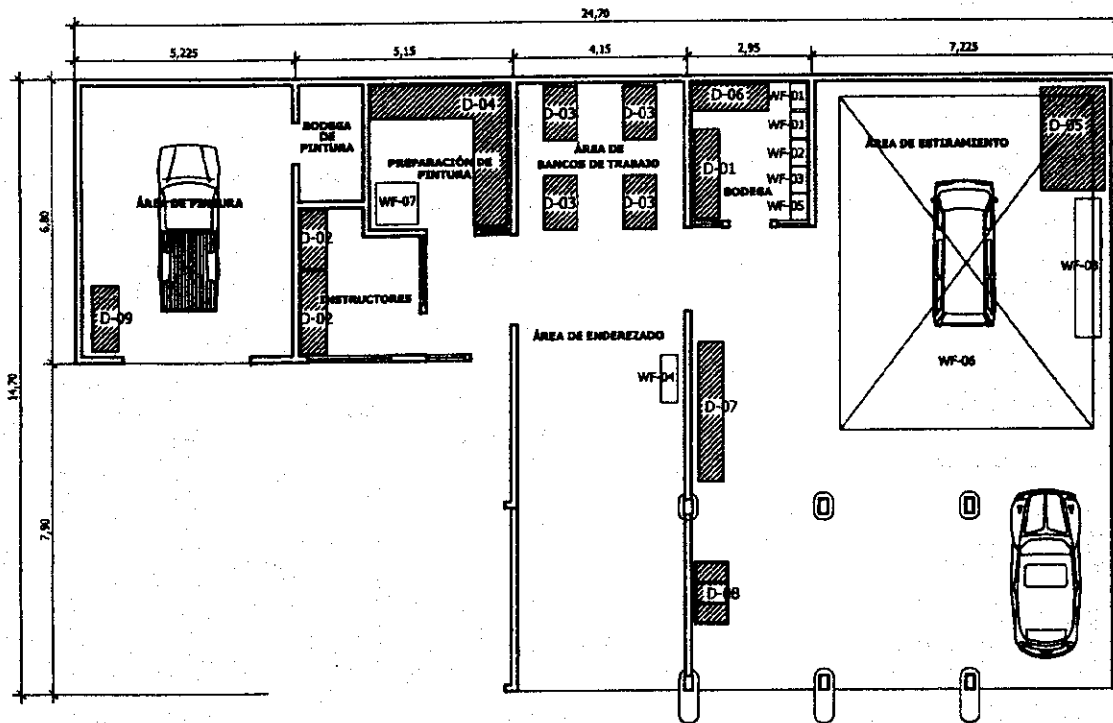 24,70
5,225
5,15
4,15
2,95
7,225
14,70
6,80
7,90
ÁREA DE PINTURA
D-09
BODEGA
DE
PINTURA
D-04
PREPARACIÓN DE
PINTURA
WF-07
D-02
INSTRUCTORES
D-02
D-03
D-03
ÁREA DE
BANCOS DE TRABAJO
D-03
D-03
D-06
WF-01
WF-01
WF-02
WF-03
WF-05
D-01
BODEGA
ÁREA DE ESTIRAMIENTO
D-05
WF-08
WF-06
ÁREA DE ENDEREZADO
WF-04
D-07
D-08